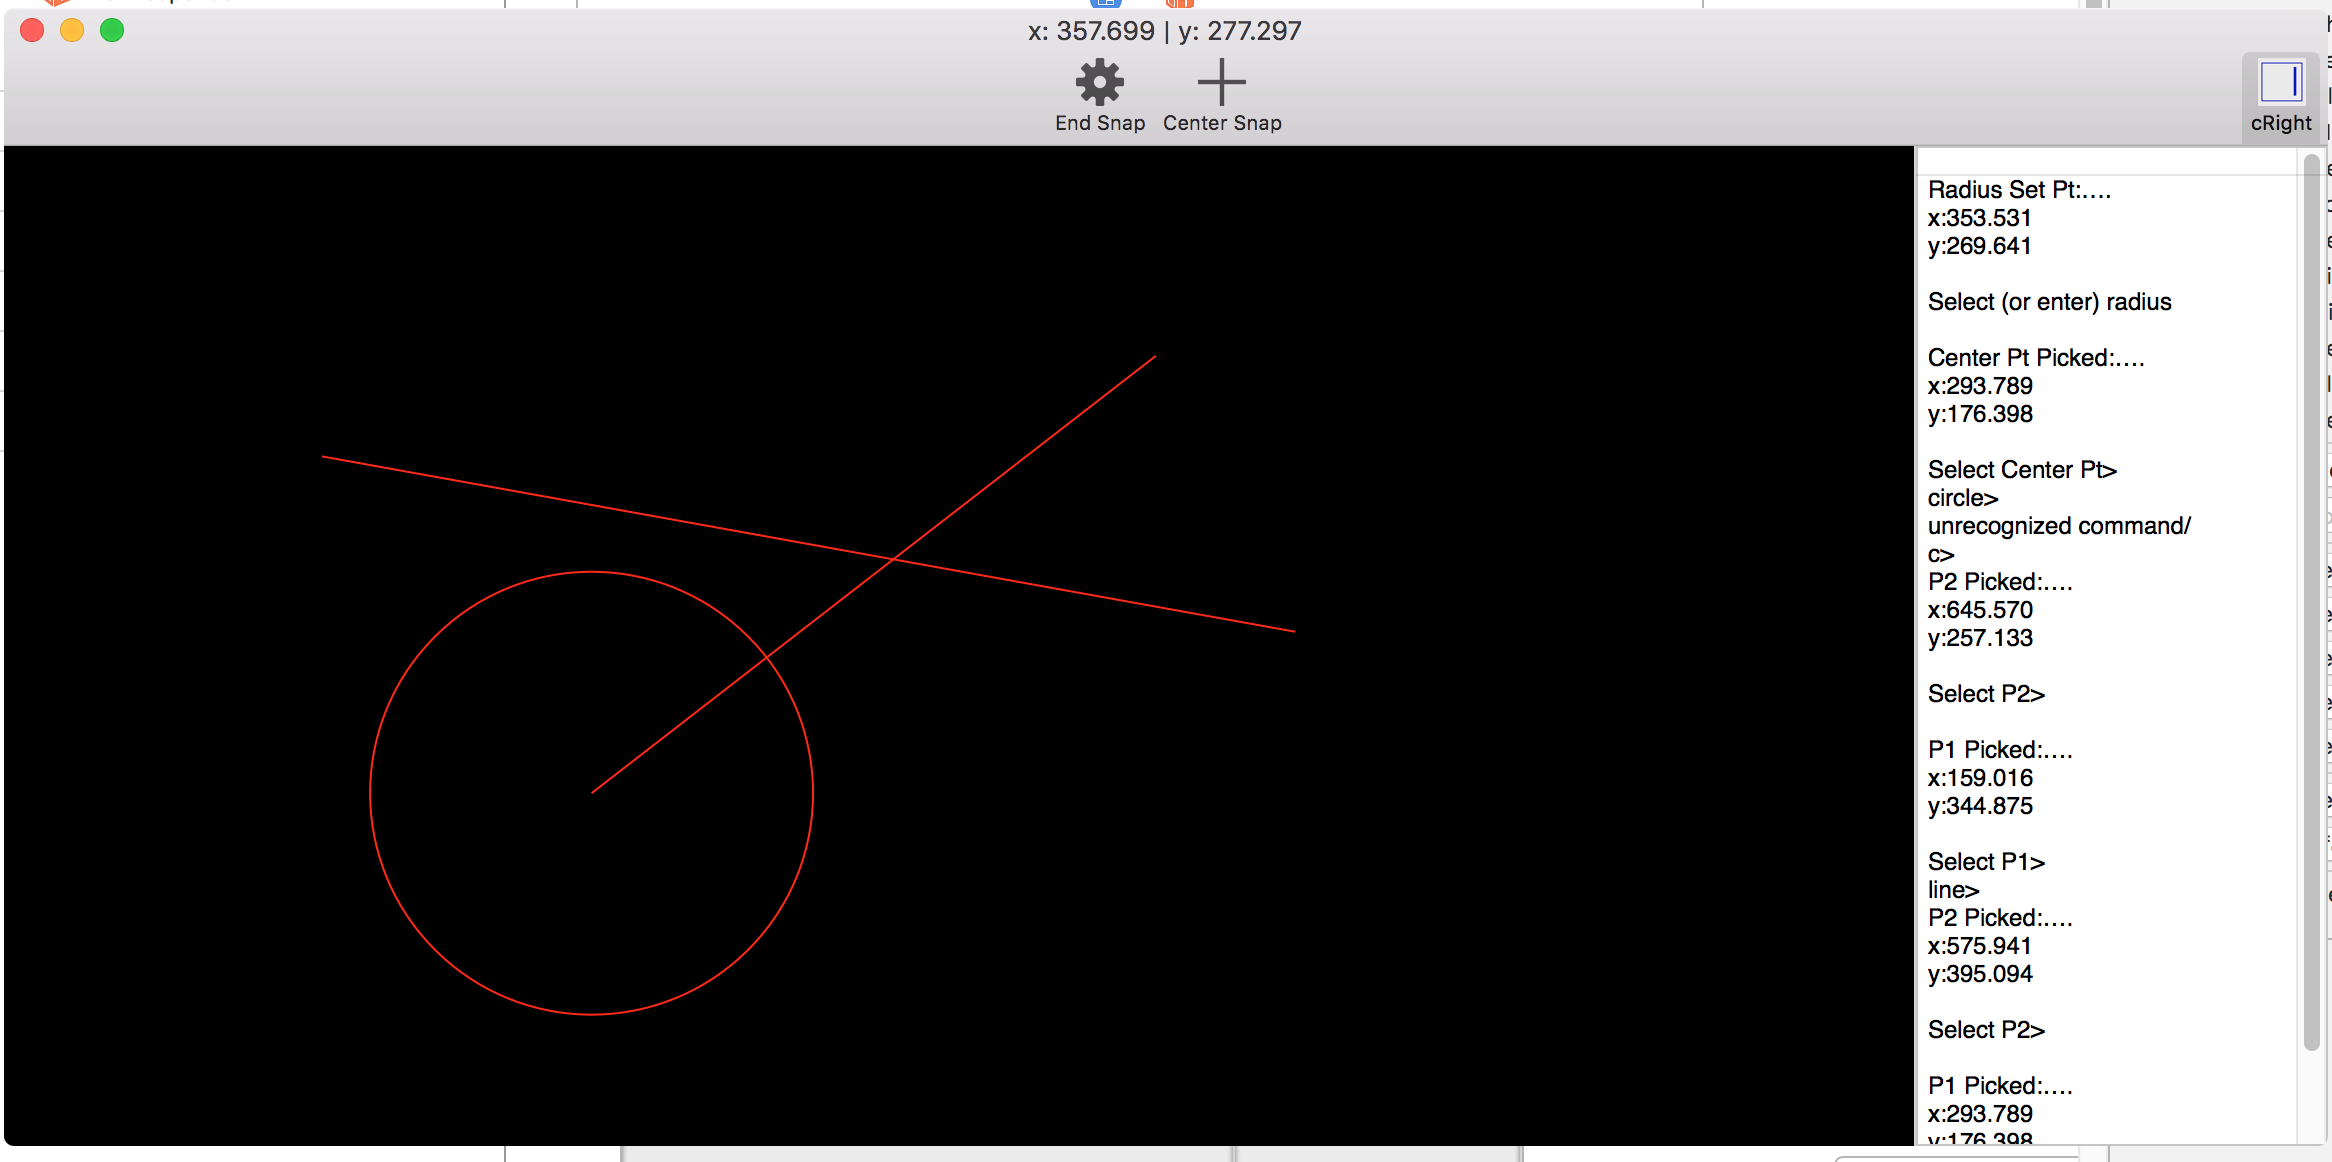 x: 357.699 | y: 277.297
End Snap
Center Snap
cRight
Radius Set Pt:....
x:353.531
y:269.641
Select (or enter) radius
Center Pt Picked:....
x:293.789
y:176.398
Select Center Pt>
circle>
unrecognized command/
c>
P2 Picked:....
x:645.570
y:257.133
Select P2>
P1 Picked:....
x:159.016
y:344.875
Select P1>
line>
P2 Picked:....
x:575.941
y:395.094
Select P2>
P1 Picked:....
x:293.789
y:176.398